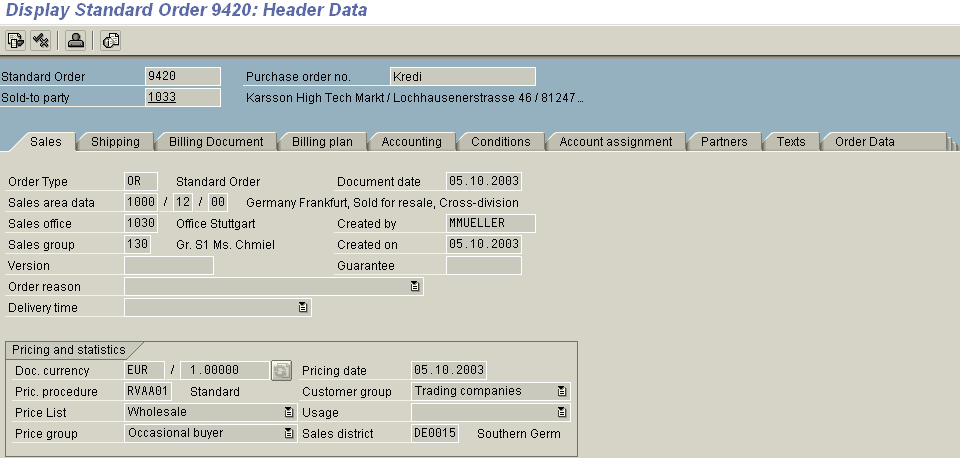 Display Standard Order 9420: Header Data
Standard Order 9420 Purchase order no. Kredi
Sold-to party 1033 Karsson High Tech Markt / Lochhausenerstrasse 46 / 81247...
Sales Shipping Billing Document Billing plan Accounting Conditions Account assignment Partners Texts Order Data
Order Type OR Standard Order Document date 05.10.2003
Sales area data 1000 / 12 / 00 Germany Frankfurt, Sold for resale, Cross-division
Sales office 1030 Office Stuttgart Created by MMUELLER
Sales group 130 Gr. S1 Ms. Chmiel Created on 05.10.2003
Version Guarantee
Order reason
Delivery time
Pricing and statistics
Doc. currency EUR / 1.00000 Pricing date 05.10.2003
Pric. procedure RVAA01 Standard Customer group Trading companies
Price List Wholesale Usage
Price group Occasional buyer Sales district DE0015 Southern Germ